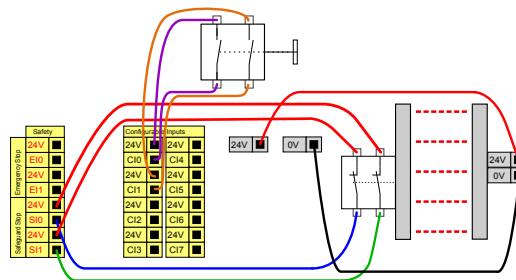 Safety
Emergency Stop
24V
EI0
24V
EI1
Safeguard Stop
24V
SI0
24V
SI1
Configurable Inputs
24V 24V
CI0 CI4
24V 24V
CI1 CI5
24V 24V
CI2 CI6
24V 24V
CI3 CI7
24V 0V
24V
0V